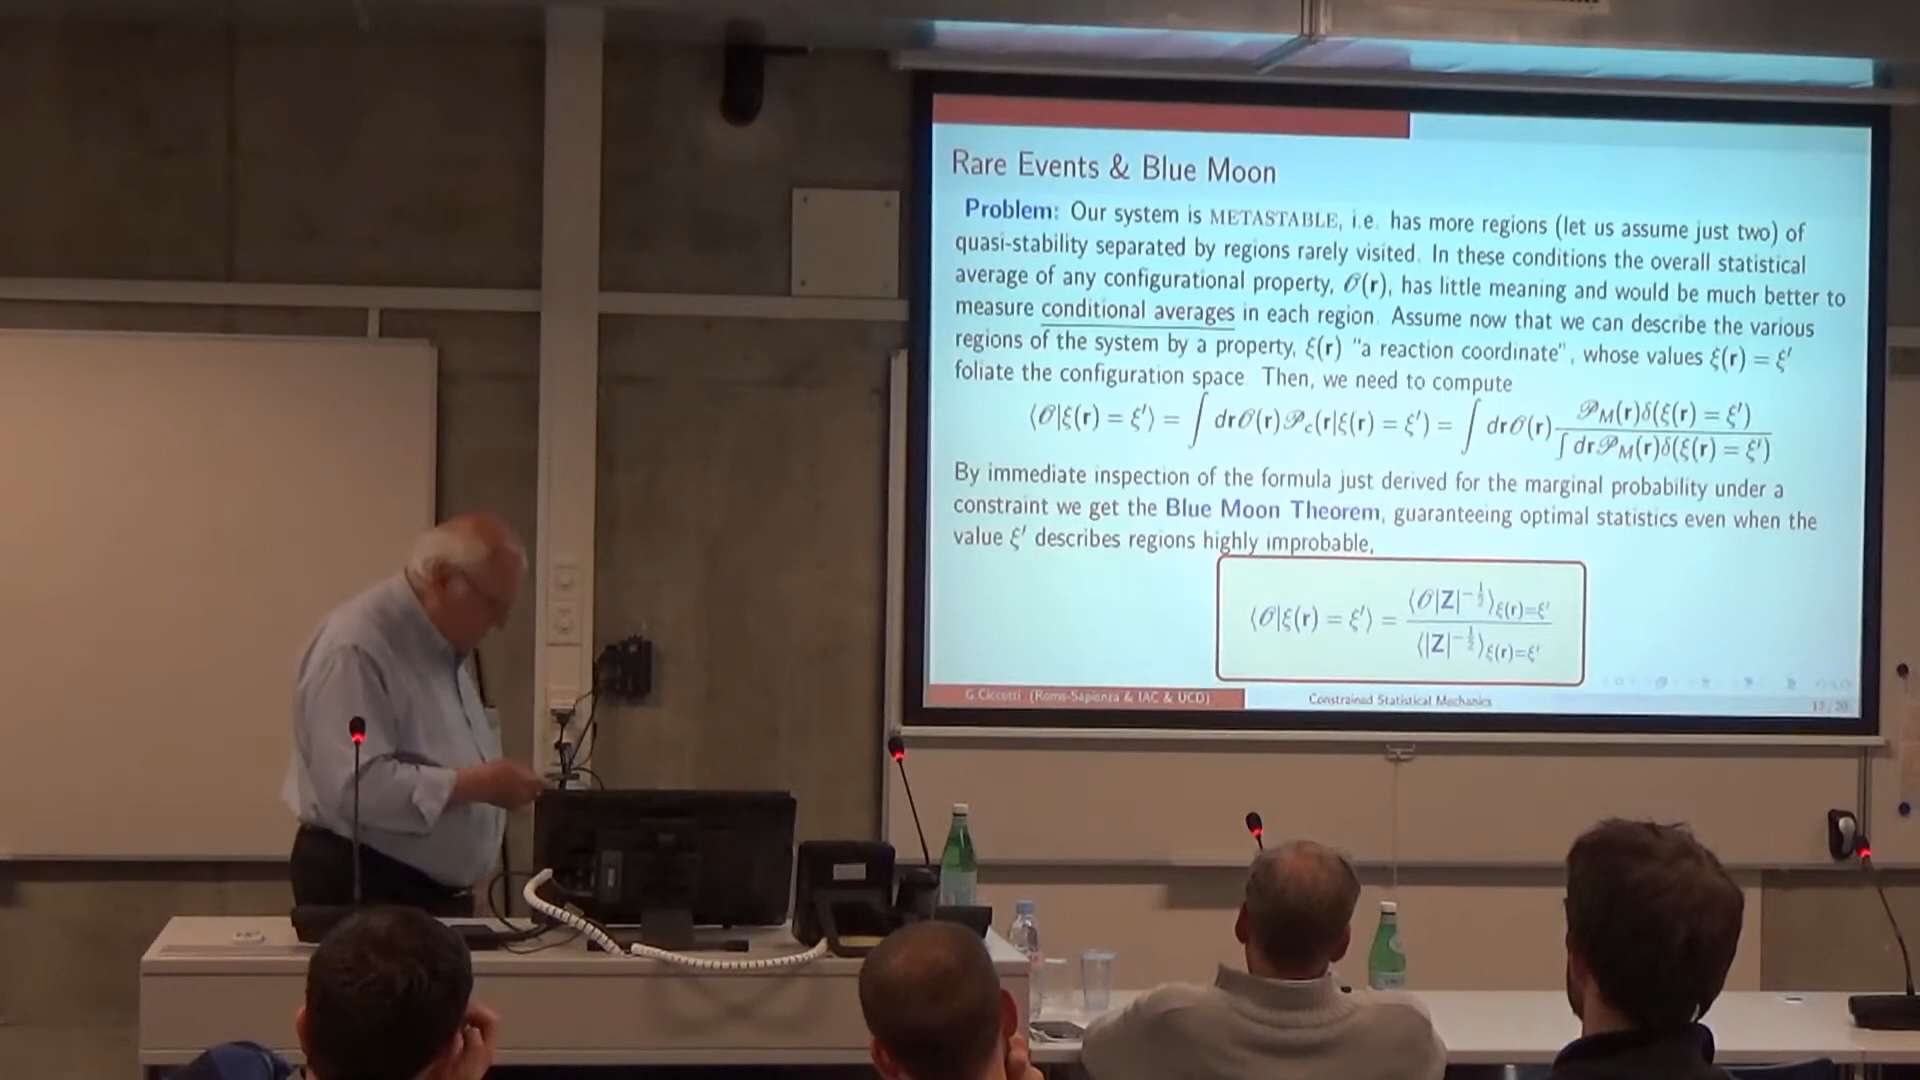 Rare Events & Blue Moon
Problem: Our system is METASTABLE, i.e. has more regions (let us assume just two) of
quasi-stability separated by regions rarely visited. In these conditions the overall statistical
average of any configurational property, 𝒪(r), has little meaning and would be much better to
measure conditional averages in each region. Assume now that we can describe the various
regions of the system by a property, ξ(r) "a reaction coordinate", whose values ξ(r) = ξ′
foliate the configuration space. Then, we need to compute
⟨𝒪|ξ(r) = ξ′⟩ = ∫ dr𝒪(r)𝒫c(r|ξ(r) = ξ′) = ∫ dr𝒪(r) 𝒫M(r)δ(ξ(r) = ξ′) / ∫ dr𝒫M(r)δ(ξ(r) = ξ′)
By immediate inspection of the formula just derived for the marginal probability under a
constraint we get the Blue Moon Theorem, guaranteeing optimal statistics even when the
value ξ′ describes regions highly improbable,
⟨𝒪|ξ(r) = ξ′⟩ = ⟨𝒪|Z|^{-1/2}⟩ξ(r)=ξ′ / ⟨|Z|^{-1/2}⟩ξ(r)=ξ′
G Ciccotti (Roma-Sapienza & IAC & UCD)
Constrained Statistical Mechanics